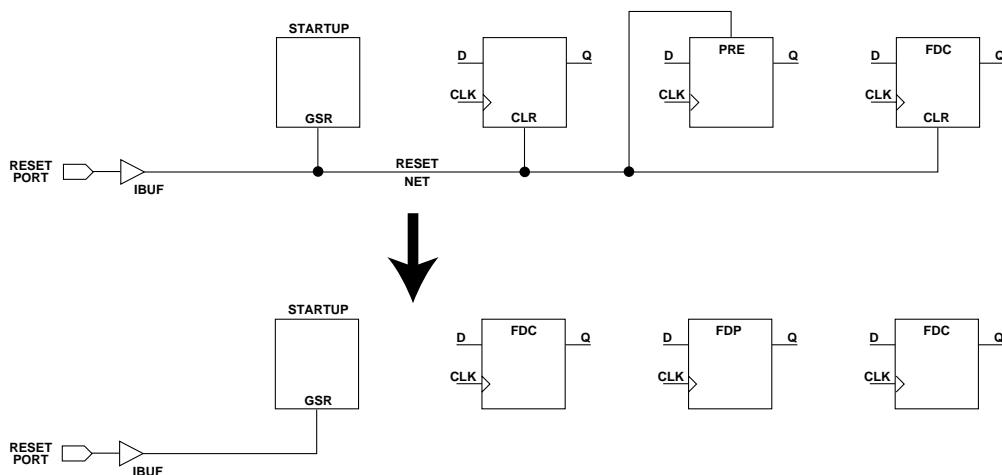 STARTUP
GSR
D
Q
CLK
CLR
PRE
D
Q
CLK
FDC
D
Q
CLK
CLR
RESET
PORT
IBUF
RESET
NET
STARTUP
GSR
FDC
D
Q
CLK
FDP
D
Q
CLK
FDC
D
Q
CLK
RESET
PORT
IBUF